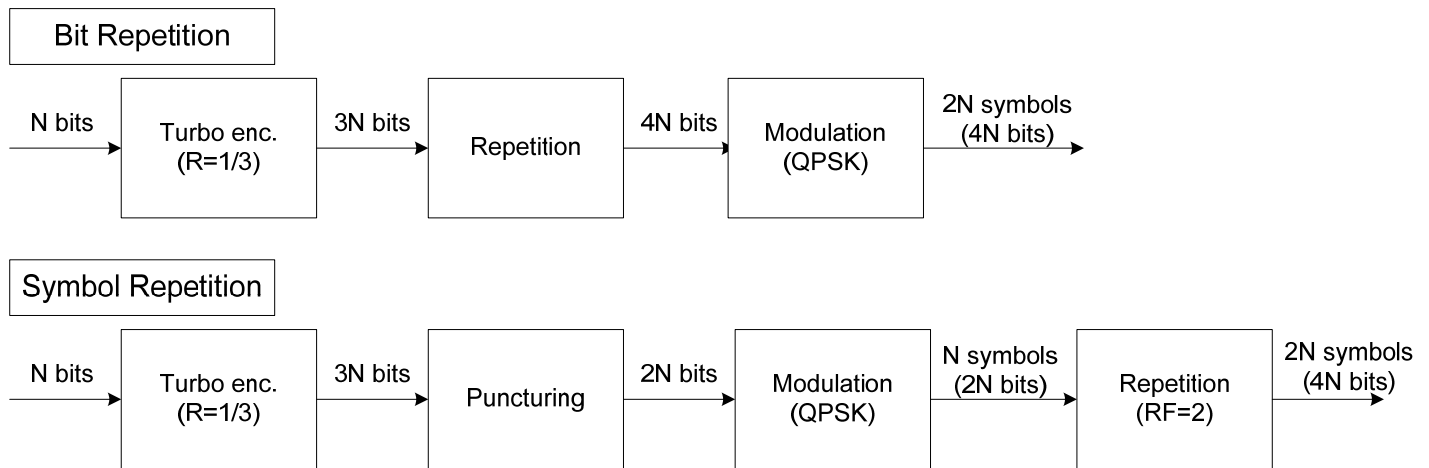 Bit Repetition
N bits
Turbo enc.
(R=1/3)
3N bits
Repetition
4N bits
Modulation
(QPSK)
2N symbols
(4N bits)
Symbol Repetition
N bits
Turbo enc.
(R=1/3)
3N bits
Puncturing
2N bits
Modulation
(QPSK)
N symbols
(2N bits)
Repetition
(RF=2)
2N symbols
(4N bits)